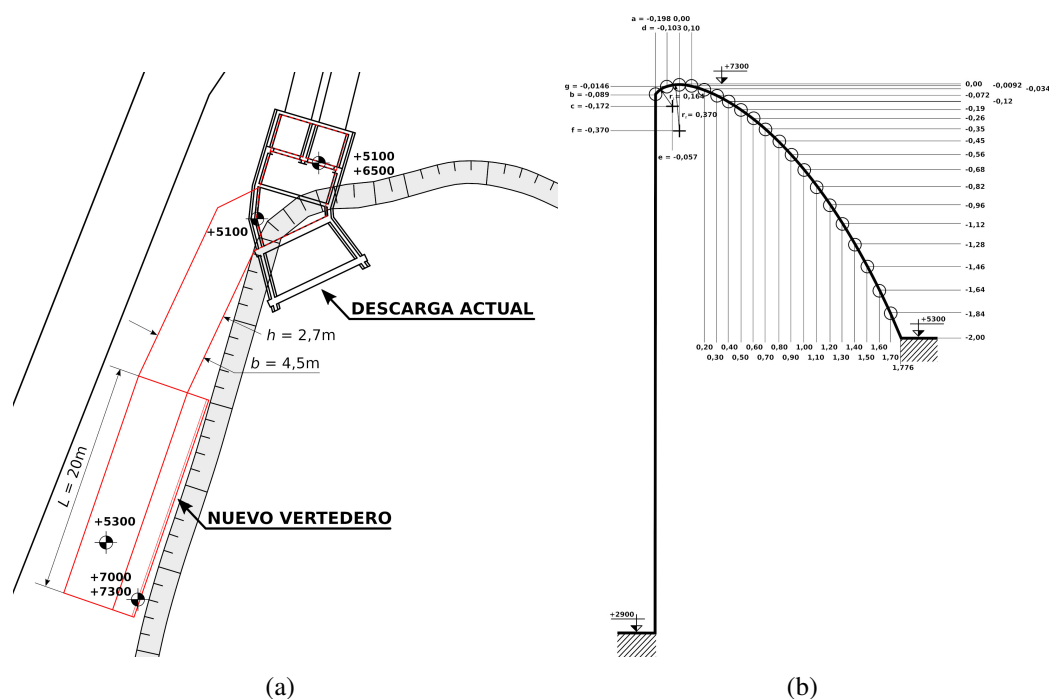 +5100
+6500
+5100
DESCARGA ACTUAL
h = 2,7m
b = 4,5m
L = 20m
NUEVO VERTEDERO
+5300
+7000
+7300
(a)
a = -0,198 0,00
d = -0,103 0,10
+7300
g = -0,0146
b = -0,089
c = -0,172
f = -0,370
r = 0,164
r = 0,370
e = -0,057
0,00 -0,0092
-0,034
-0,072
-0,12
-0,19
-0,26
-0,35
-0,45
-0,56
-0,68
-0,82
-0,96
-1,12
-1,28
-1,46
-1,64
-1,84
-2,00
+5300
0,20 0,40 0,60 0,80 1,00 1,20 1,40 1,60
0,30 0,50 0,70 0,90 1,10 1,30 1,50 1,70
1,776
+2900
(b)